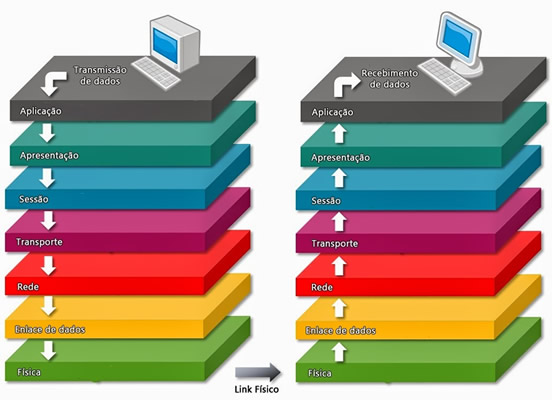 Transmissão
de dados
Aplicação
Apresentação
Sessão
Transporte
Rede
Enlace de dados
Física
Link Físico
Recebimento
de dados
Aplicação
Apresentação
Sessão
Transporte
Rede
Enlace de dados
Física